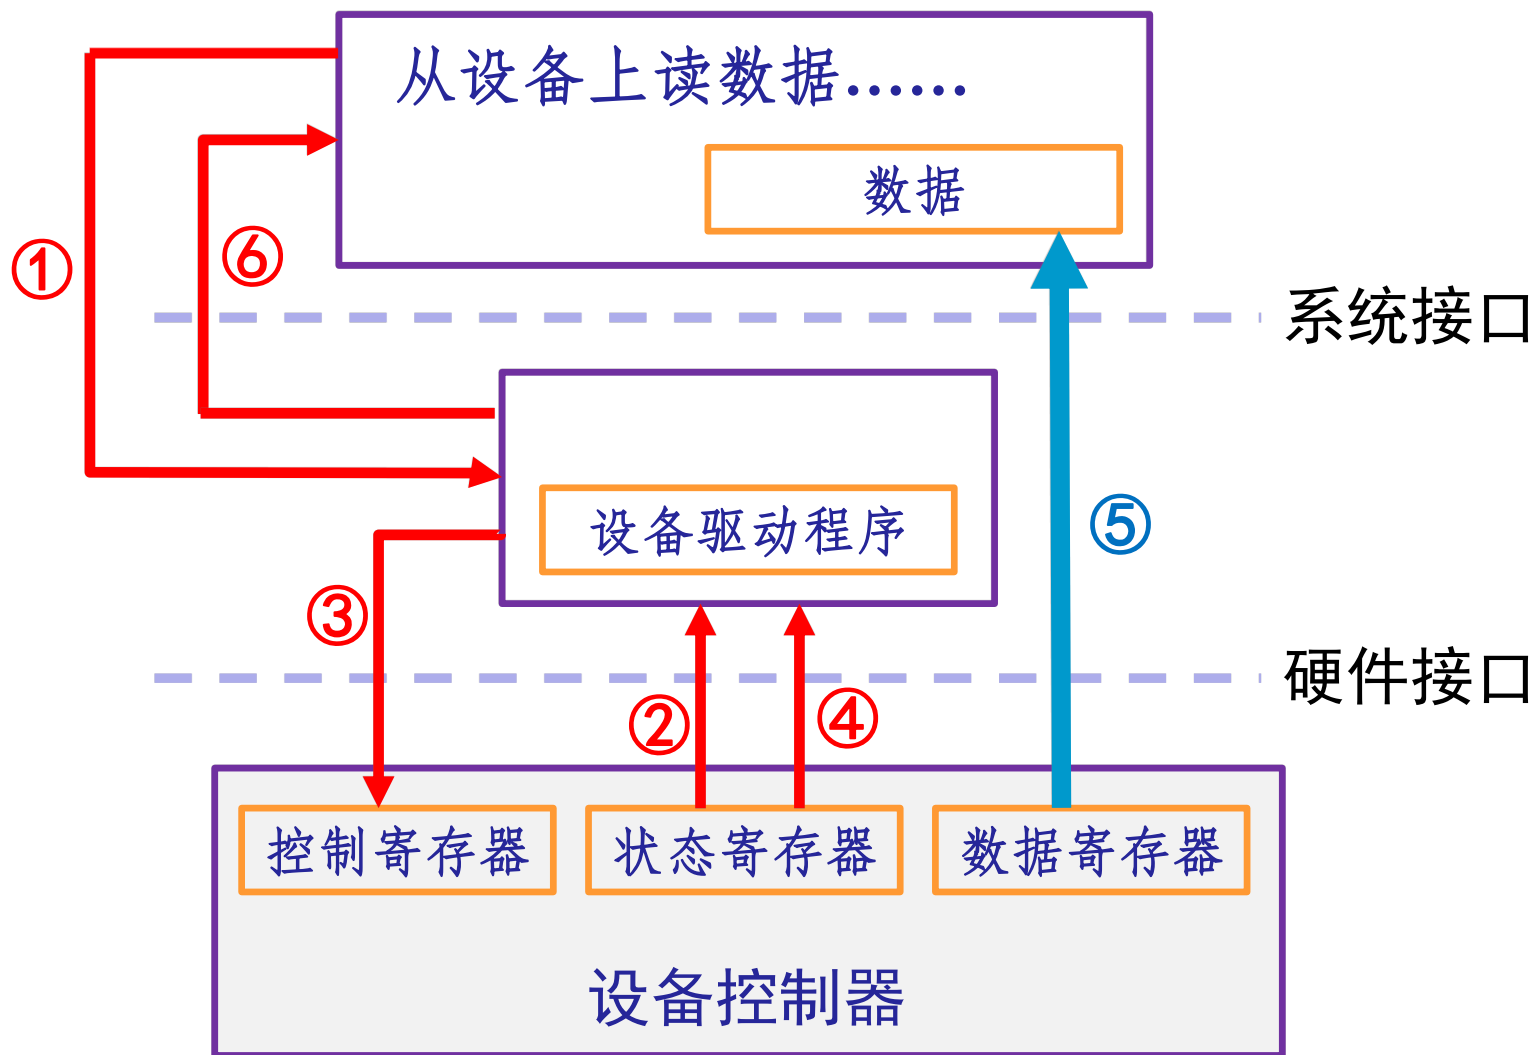 从设备上读数据……
数据
①
⑥
系统接口
设备驱动程序
⑤
③
硬件接口
②
④
控制寄存器
状态寄存器
数据寄存器
设备控制器